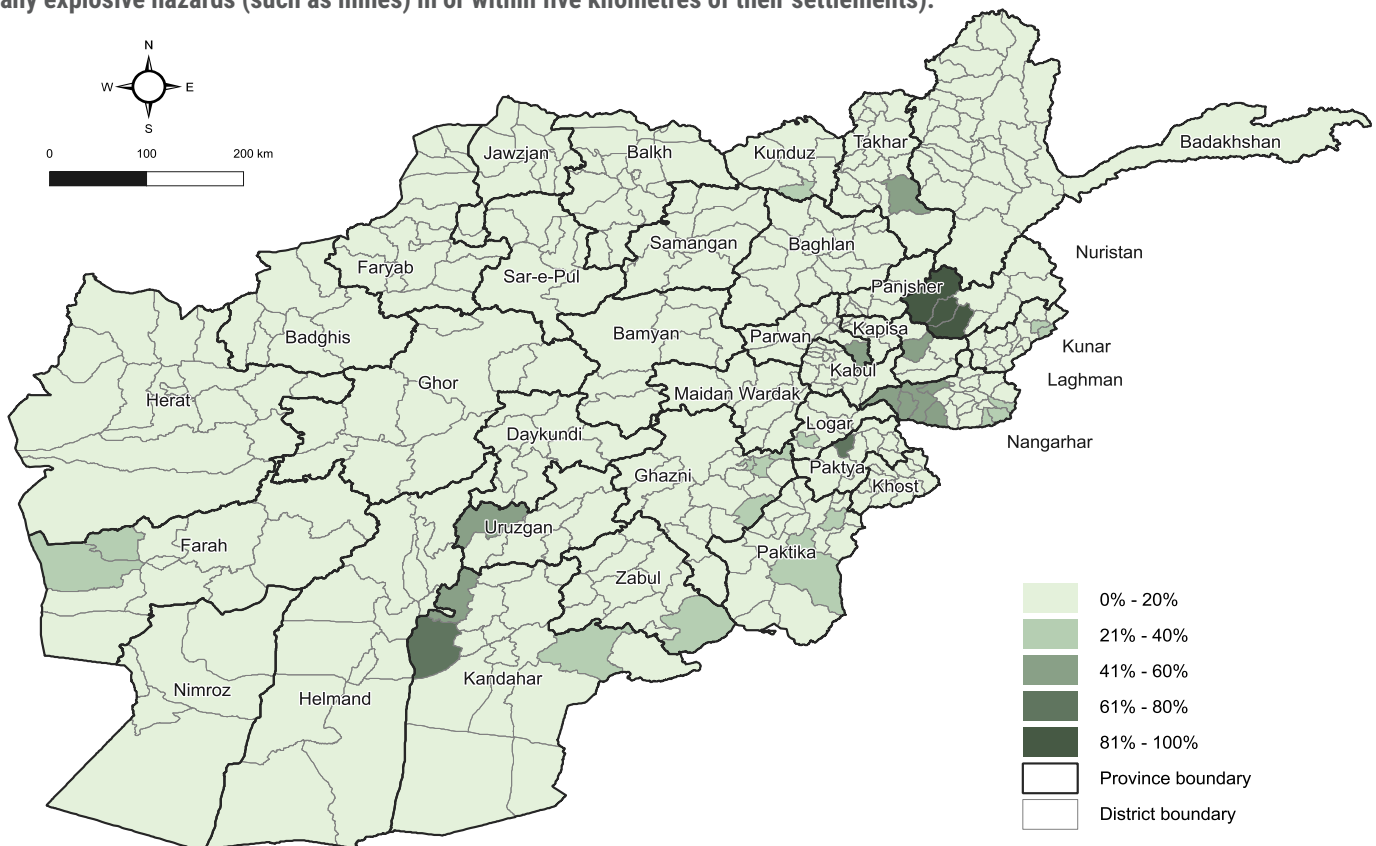 any explosive hazards (such as mines) in or within five kilometres of their settlements):
N
W E
S
0 100 200 km
Jawzjan
Balkh
Kunduz
Takhar
Badakhshan
Faryab
Sar-e-Pul
Samangan
Baghlan
Nuristan
Panjsher
Badghis
Bamyan
Parwan
Kapisa
Kunar
Kabul
Laghman
Herat
Ghor
Maidan Wardak
Daykundi
Logar
Nangarhar
Ghazni
Paktya
Khost
Farah
Uruzgan
Zabul
Paktika
Nimroz
Helmand
Kandahar
0% - 20%
21% - 40%
41% - 60%
61% - 80%
81% - 100%
Province boundary
District boundary